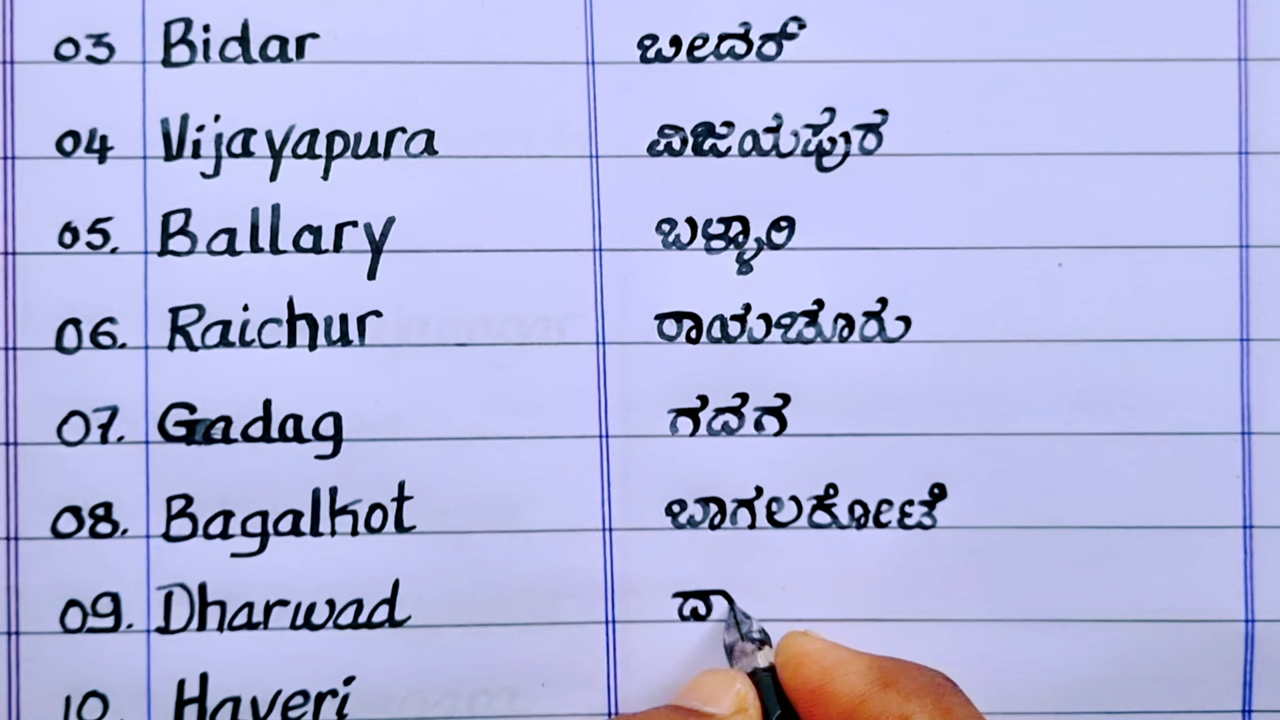 03 Bidar ಬೀದರ್
04 Vijayapura ವಿಜಯಪುರ
05. Ballary ಬಳ್ಳಾರಿ
06. Raichur ರಾಯಚೂರು
07. Gadag ಗದಗ
08. Bagalkot ಬಾಗಲಕೋಟೆ
09. Dharwad ದಾ
10. Haveri